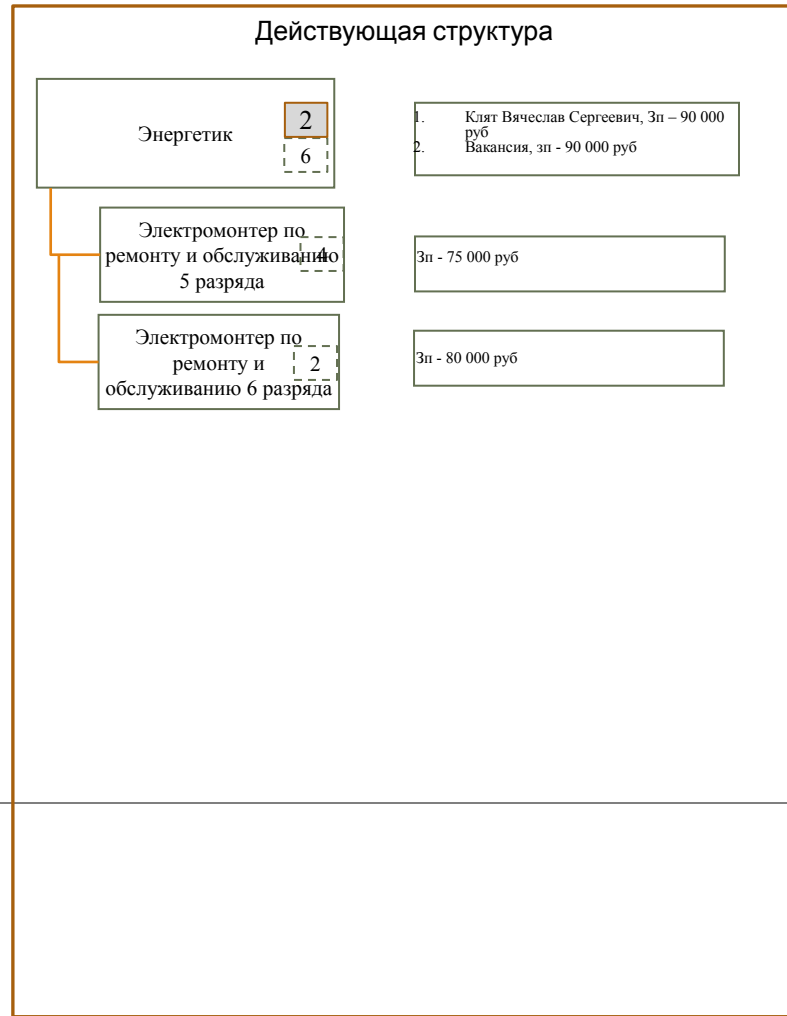 Действующая структура
Энергетик
2
6
1. Клят Вячеслав Сергеевич, Зп – 90 000
руб
2. Вакансия, зп - 90 000 руб
Электромонтер по
ремонту и обслуживанию
5 разряда
4
Зп - 75 000 руб
Электромонтер по
ремонту и
обслуживанию 6 разряда
2
Зп - 80 000 руб